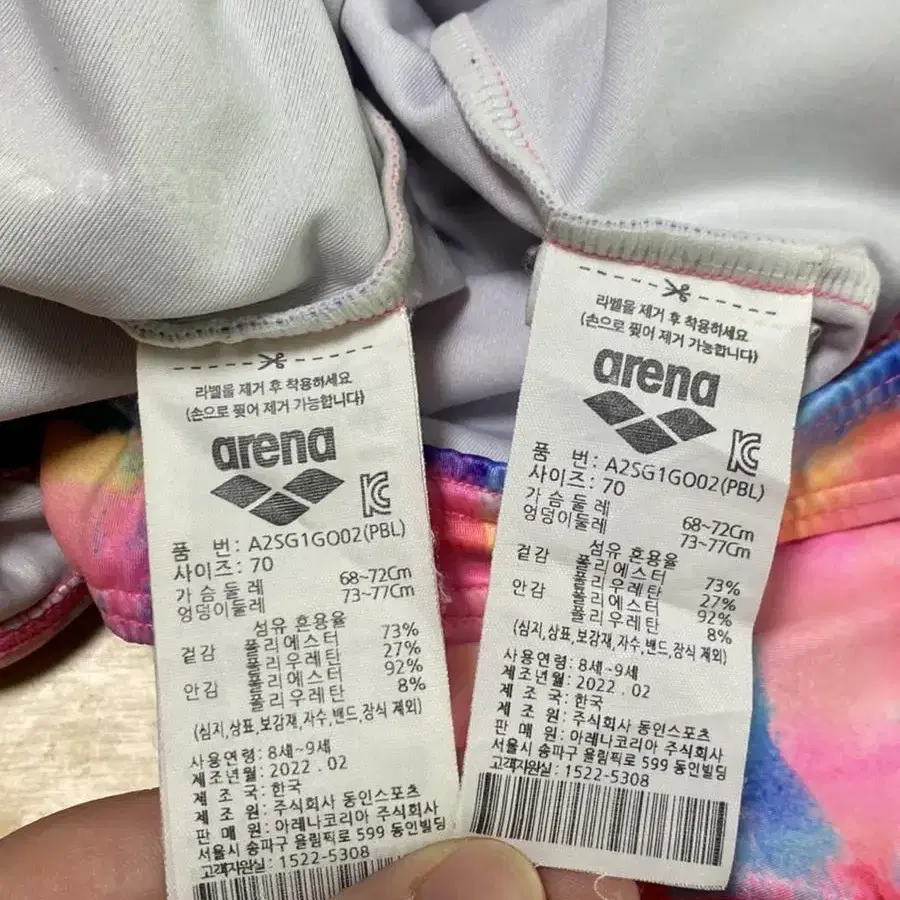 라벨을 제거 후 착용하세요
(손으로 찢어 제거 가능합니다)
arena
품 번: A2SG1GO02(PBL)
사이즈: 70
가 슴 둘 레 68~72Cm
엉덩이둘레 73~77Cm
섬유 혼용율
겉감 폴리에스터 73%
폴리우레탄 27%
안감 폴리에스터 92%
폴리우레탄 8%
(심지,상표,보강재,자수,밴드,장식 제외)
사용연령: 8세~9세
제조년월: 2022.02
제 조 국: 한국
제 조 원: 주식회사 동인스포츠
판 매 원: 아레나코리아 주식회사
서울시 송파구 올림픽로 599 동인빌딩
고객지원실: 1522-5308
라벨을 제거 후 착용하세요
(손으로 찢어 제거 가능합니다)
arena
품 번: A2SG1GO02(PBL)
사이즈: 70
가 슴 둘 레 68~72Cm
엉덩이둘레 73~77Cm
섬유 혼용율
겉감 폴리에스터 73%
폴리우레탄 27%
안감 폴리에스터 92%
폴리우레탄 8%
(심지,상표,보강재,자수,밴드,장식 제외)
사용연령: 8세~9세
제조년월: 2022.02
제 조 국: 한국
제 조 원: 주식회사 동인스포츠
판 매 원: 아레나코리아 주식회사
서울시 송파구 올림픽로 599 동인빌딩
고객지원실: 1522-5308